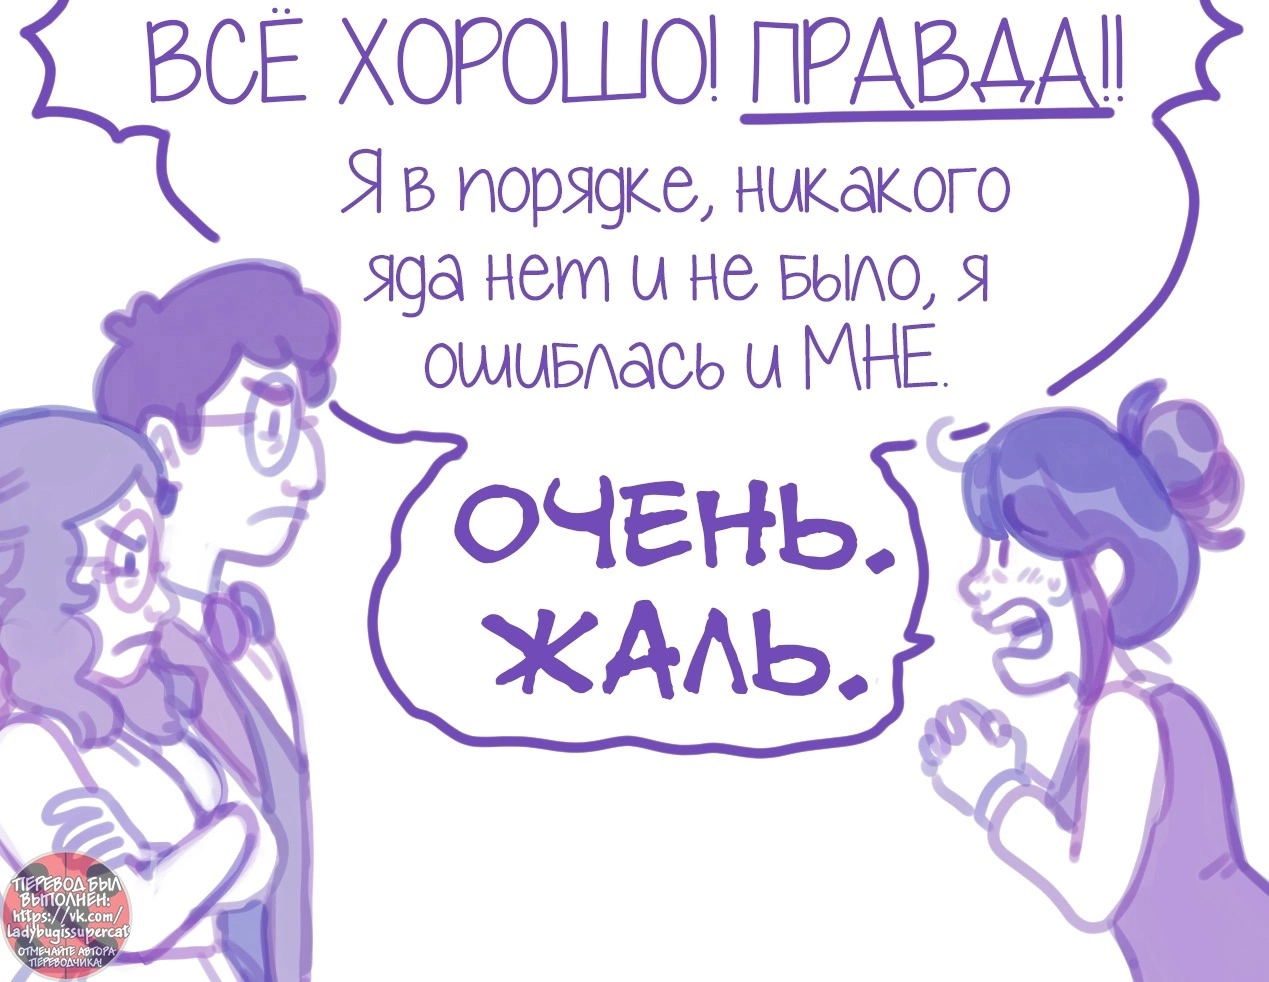 ВСЁ ХОРОШО! ПРАВДА!!
Я в порядке, никакого
яда нет и не было, я
ошиблась и МНЕ.
ОЧЕНЬ.
ЖАЛЬ.
ПЕРЕВОД БЫЛ
ВЫПОЛНЕН:
https://vk.com/
Ladybugissupercat
ОТМЕЧАЙТЕ АВТОРА
ПЕРЕВОДЧИКА!